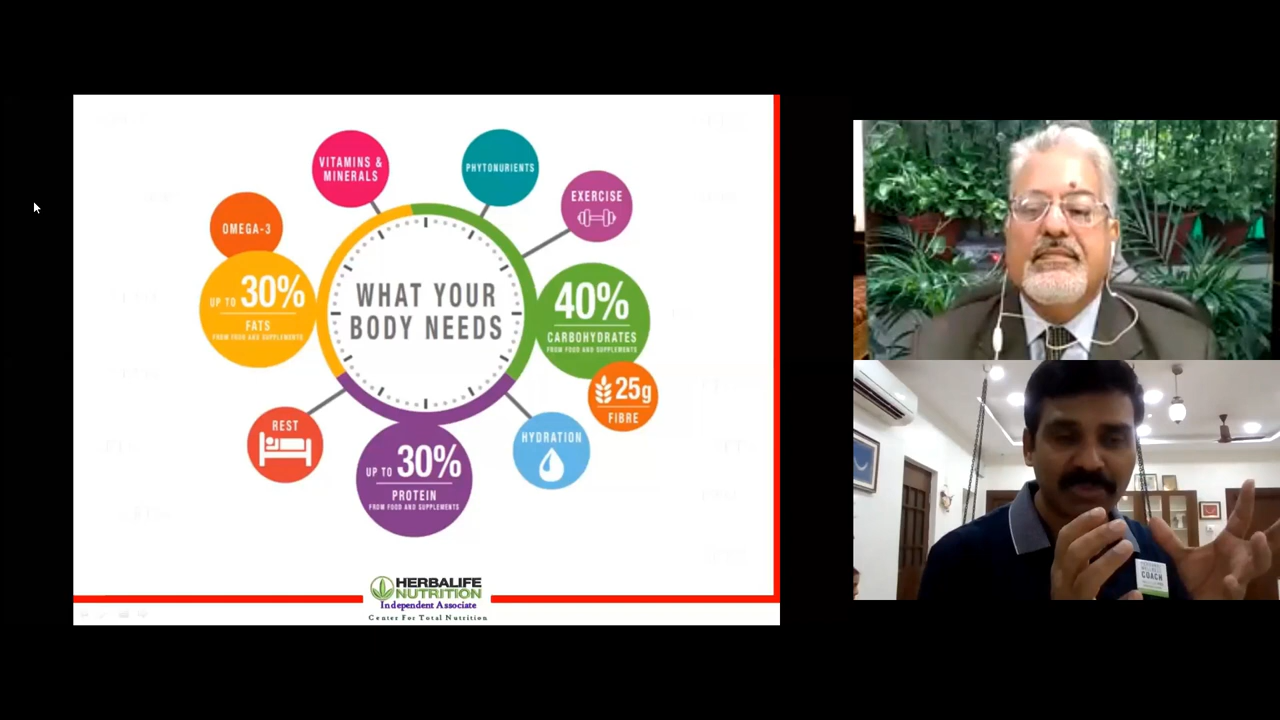 VITAMINS &
MINERALS
PHYTONURIENTS
EXERCISE
OMEGA-3
UP TO 30%
FATS
FROM FOOD AND SUPPLEMENTS
WHAT YOUR
BODY NEEDS
40%
CARBOHYDRATES
FROM FOOD AND SUPPLEMENTS
25g
FIBRE
REST
HYDRATION
UP TO 30%
PROTEIN
FROM FOOD AND SUPPLEMENTS
HERBALIFE
NUTRITION
Independent Associate
Center For Total Nutrition
COACH